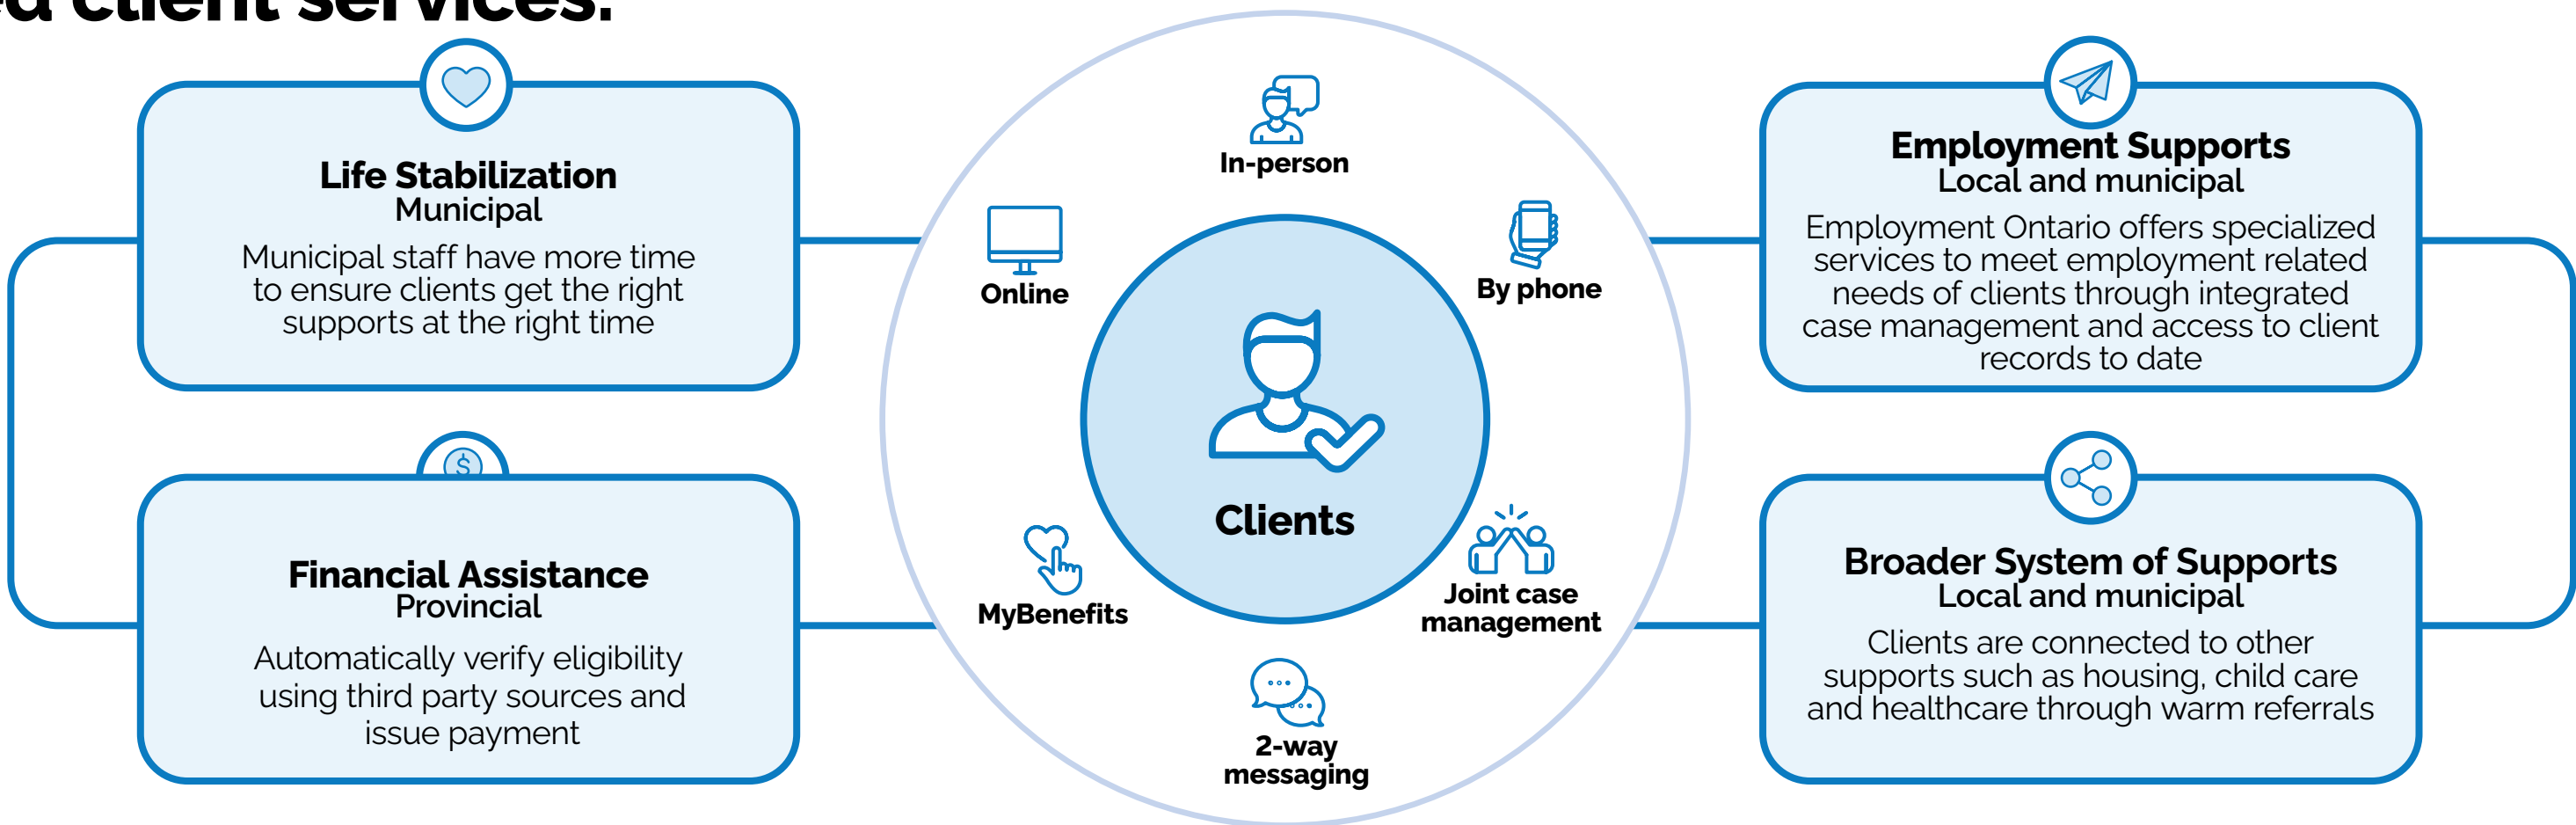 client services.
Life Stabilization
Municipal
Municipal staff have more time
to ensure clients get the right
supports at the right time
Financial Assistance
Provincial
Automatically verify eligibility
using third party sources and
issue payment
In-person
Online
By phone
Clients
MyBenefits
Joint case
management
2-way
messaging
Employment Supports
Local and municipal
Employment Ontario offers specialized
services to meet employment related
needs of clients through integrated
case management and access to client
records to date
Broader System of Supports
Local and municipal
Clients are connected to other
supports such as housing, child care
and healthcare through warm referrals